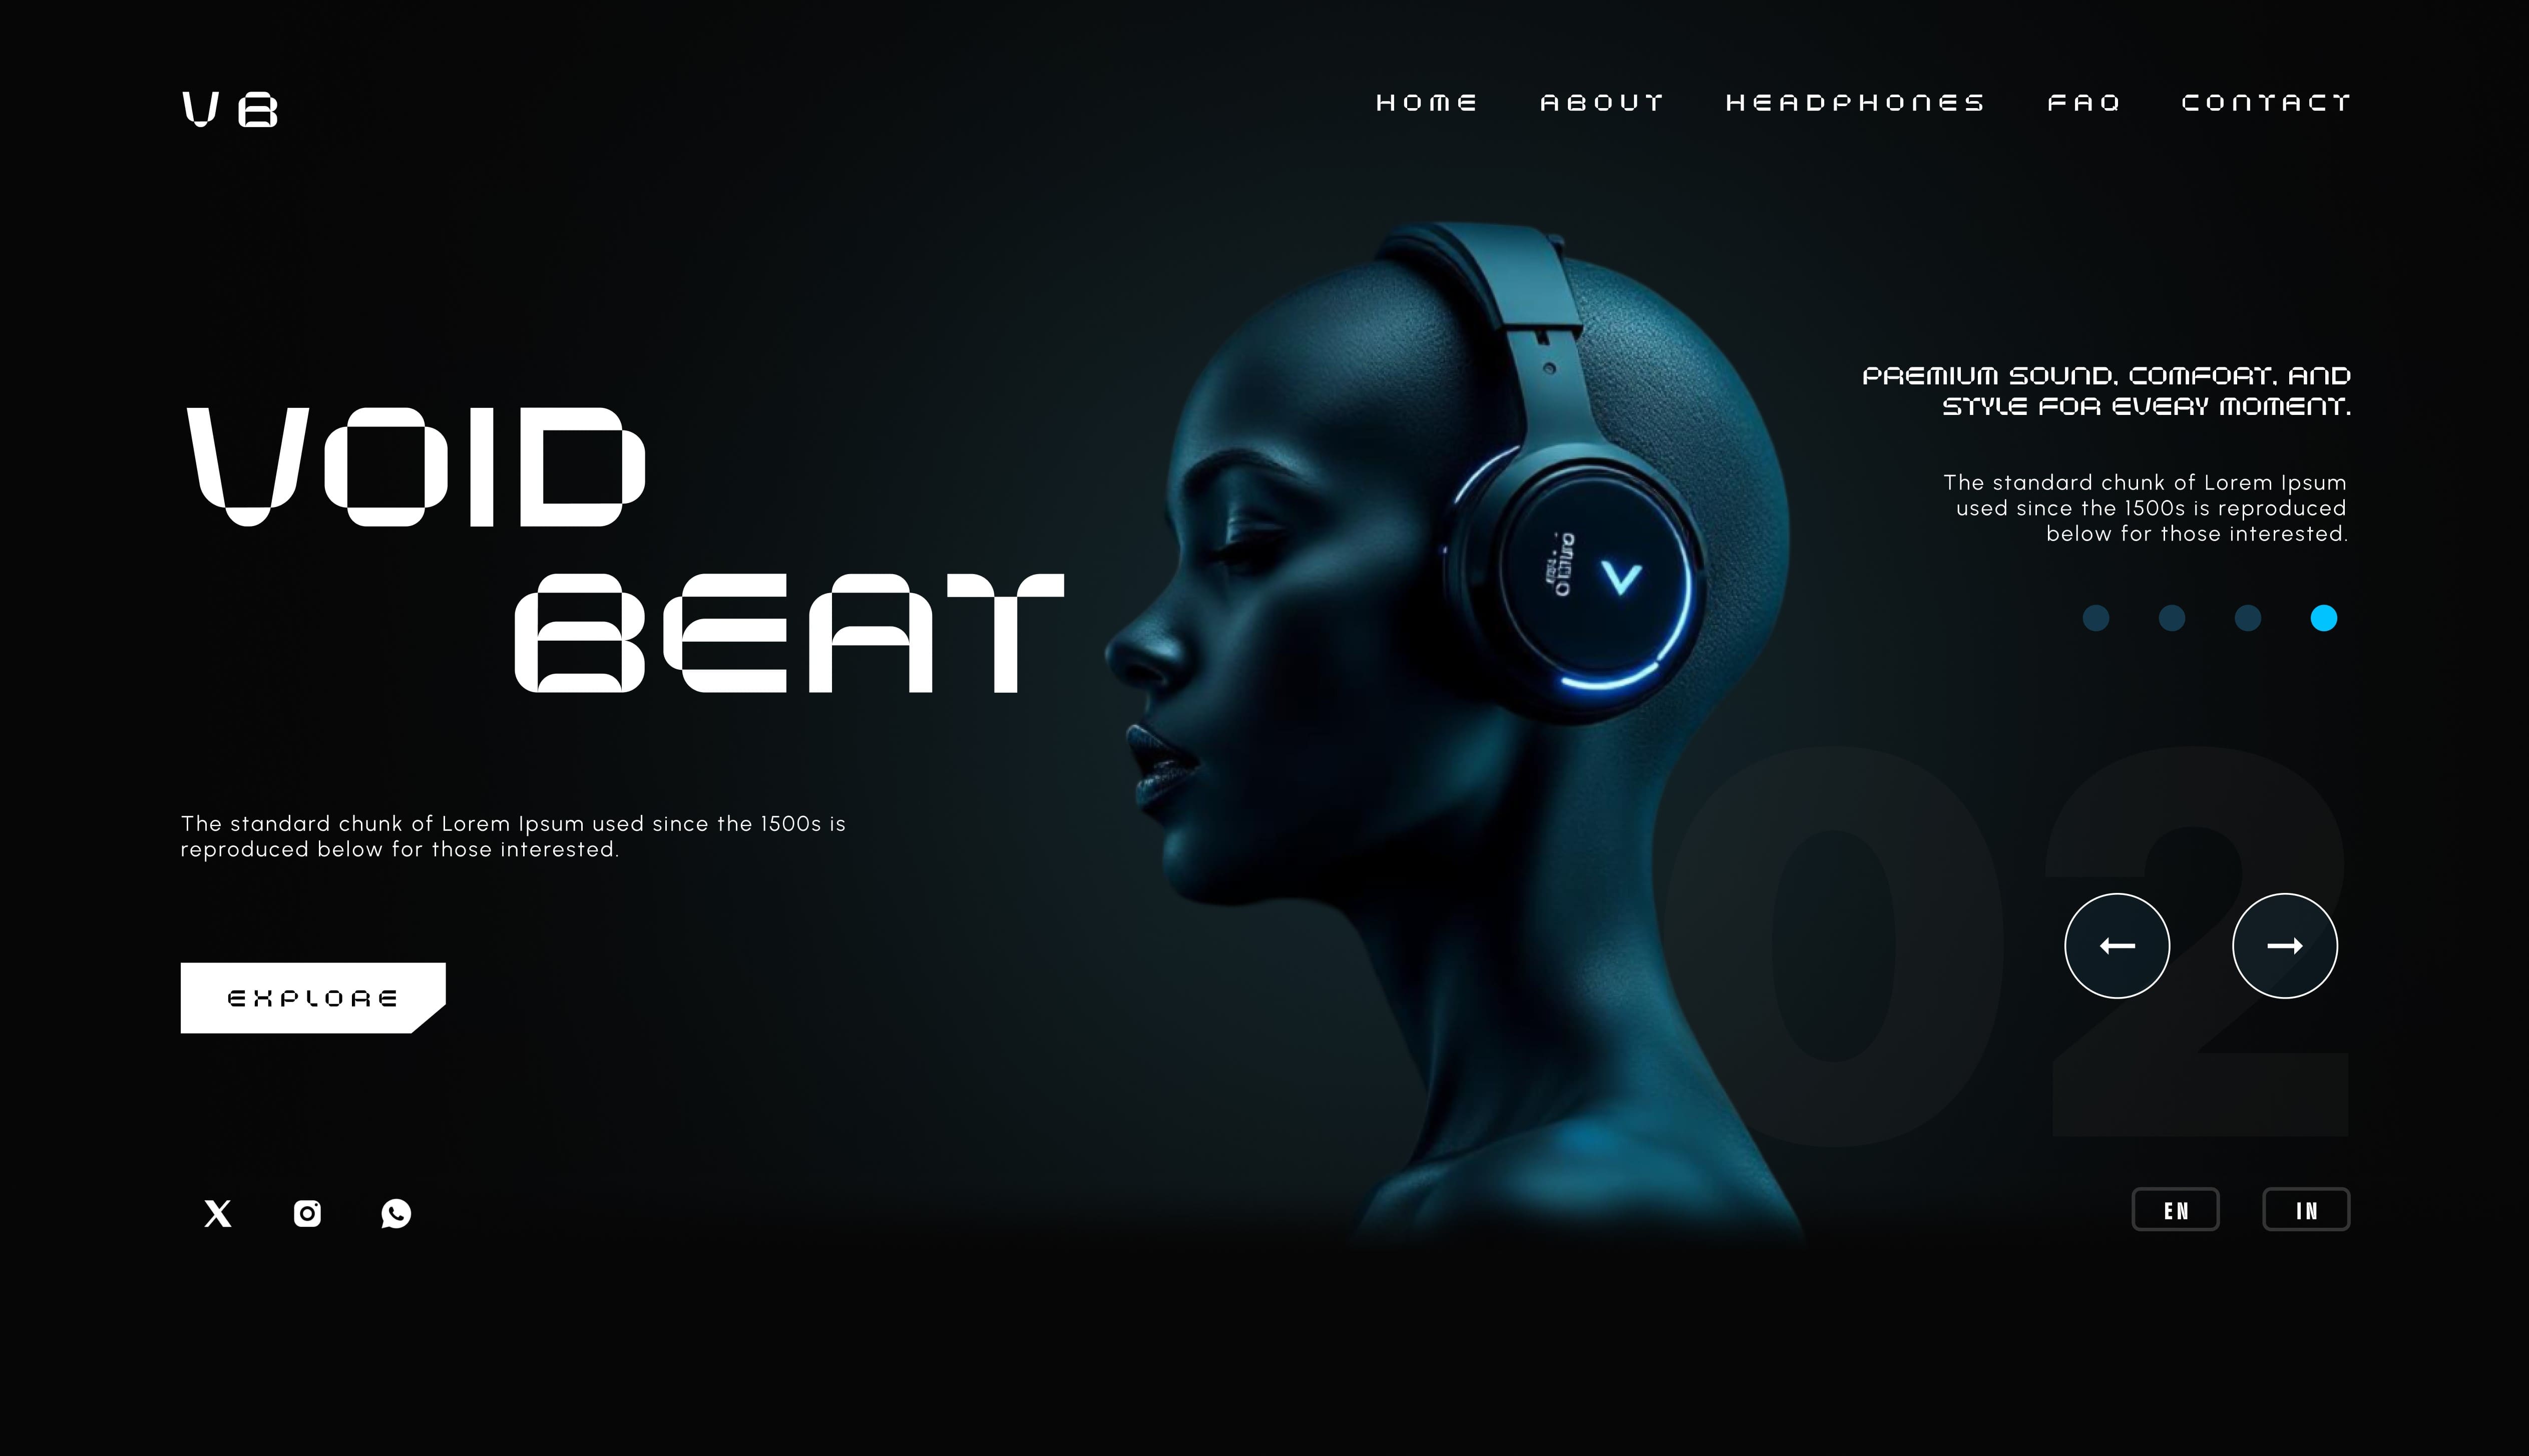 VB
HOME ABOUT HEADPHONES FAQ CONTACT
VOID
BEAT
The standard chunk of Lorem Ipsum used since the 1500s is
reproduced below for those interested.
EXPLORE
PREMIUM SOUND, COMFORT, AND
STYLE FOR EVERY MOMENT.
The standard chunk of Lorem Ipsum
used since the 1500s is reproduced
below for those interested.
V
02
EN IN